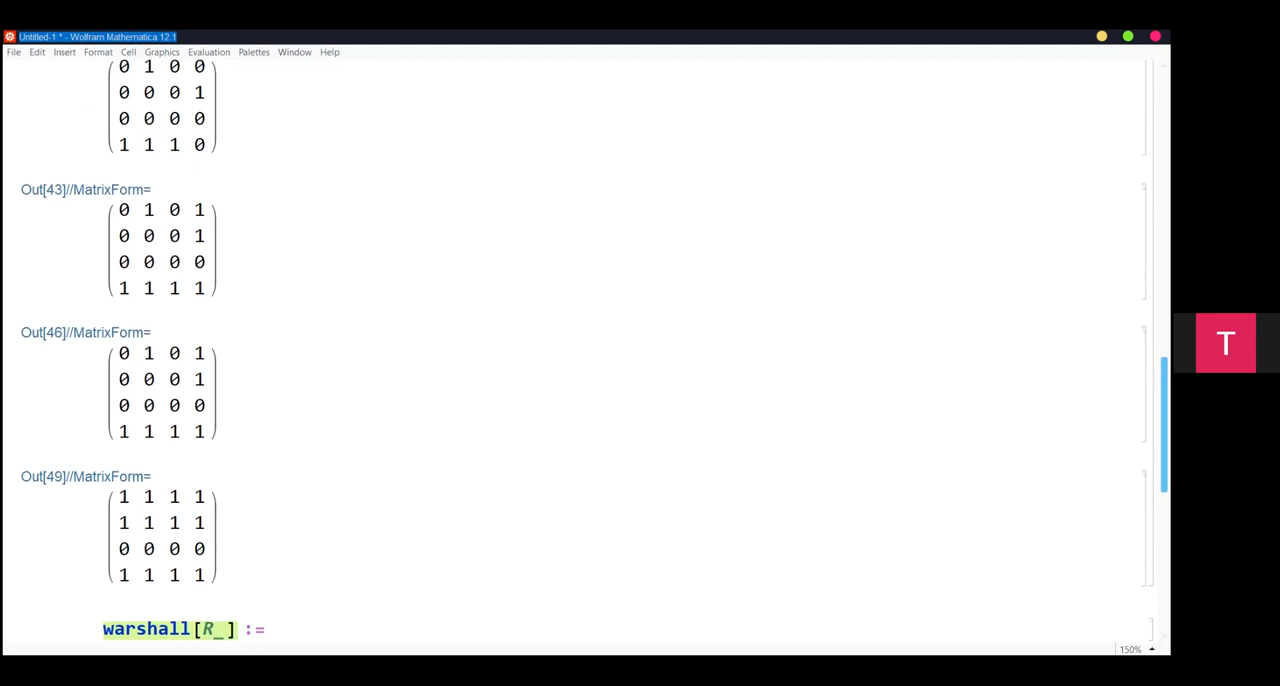 Untitled-1 * - Wolfram Mathematica 12.1
File Edit Insert Format Cell Graphics Evaluation Palettes Window Help
0 1 0 0
0 0 0 1
0 0 0 0
1 1 1 0
Out[43]//MatrixForm=
0 1 0 1
0 0 0 1
0 0 0 0
1 1 1 1
T
Out[46]//MatrixForm=
0 1 0 1
0 0 0 1
0 0 0 0
1 1 1 1
Out[49]//MatrixForm=
1 1 1 1
1 1 1 1
0 0 0 0
1 1 1 1
warshall[R_] :=
150%